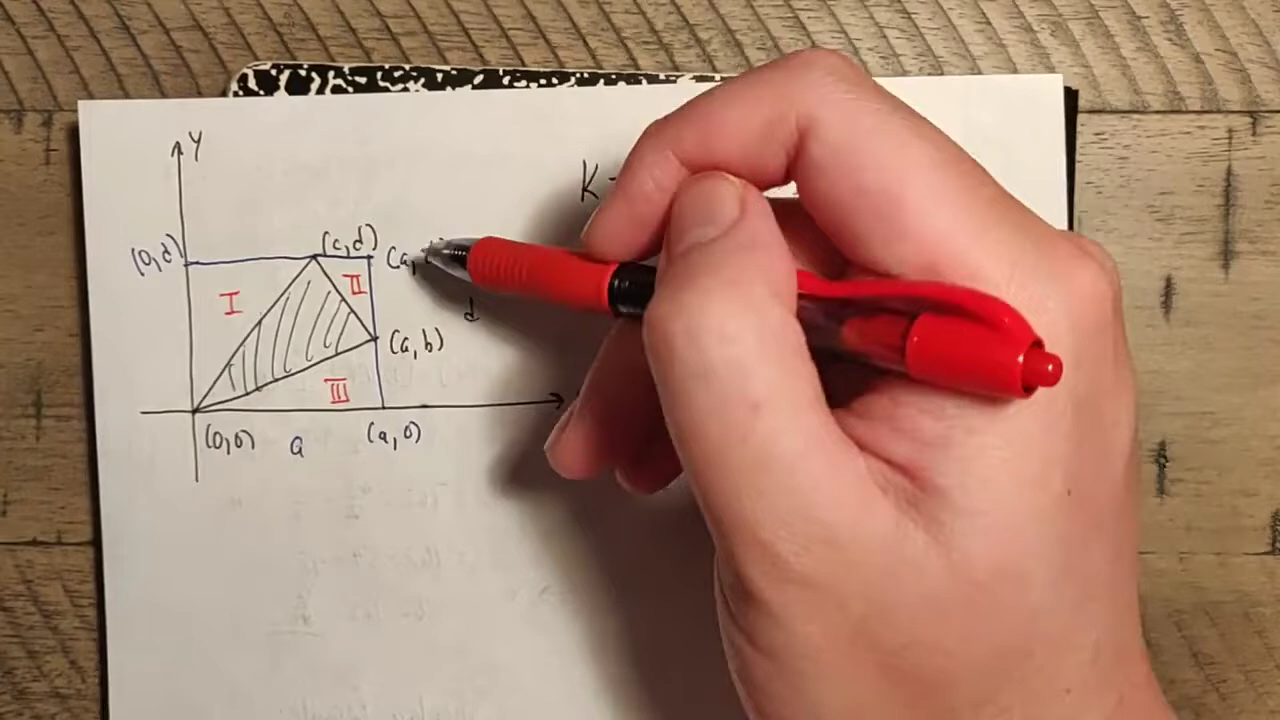 Y
K
(0,d)
(c,d)
(a,
I
II
d
(a,b)
III
(0,0)
a
(a,0)